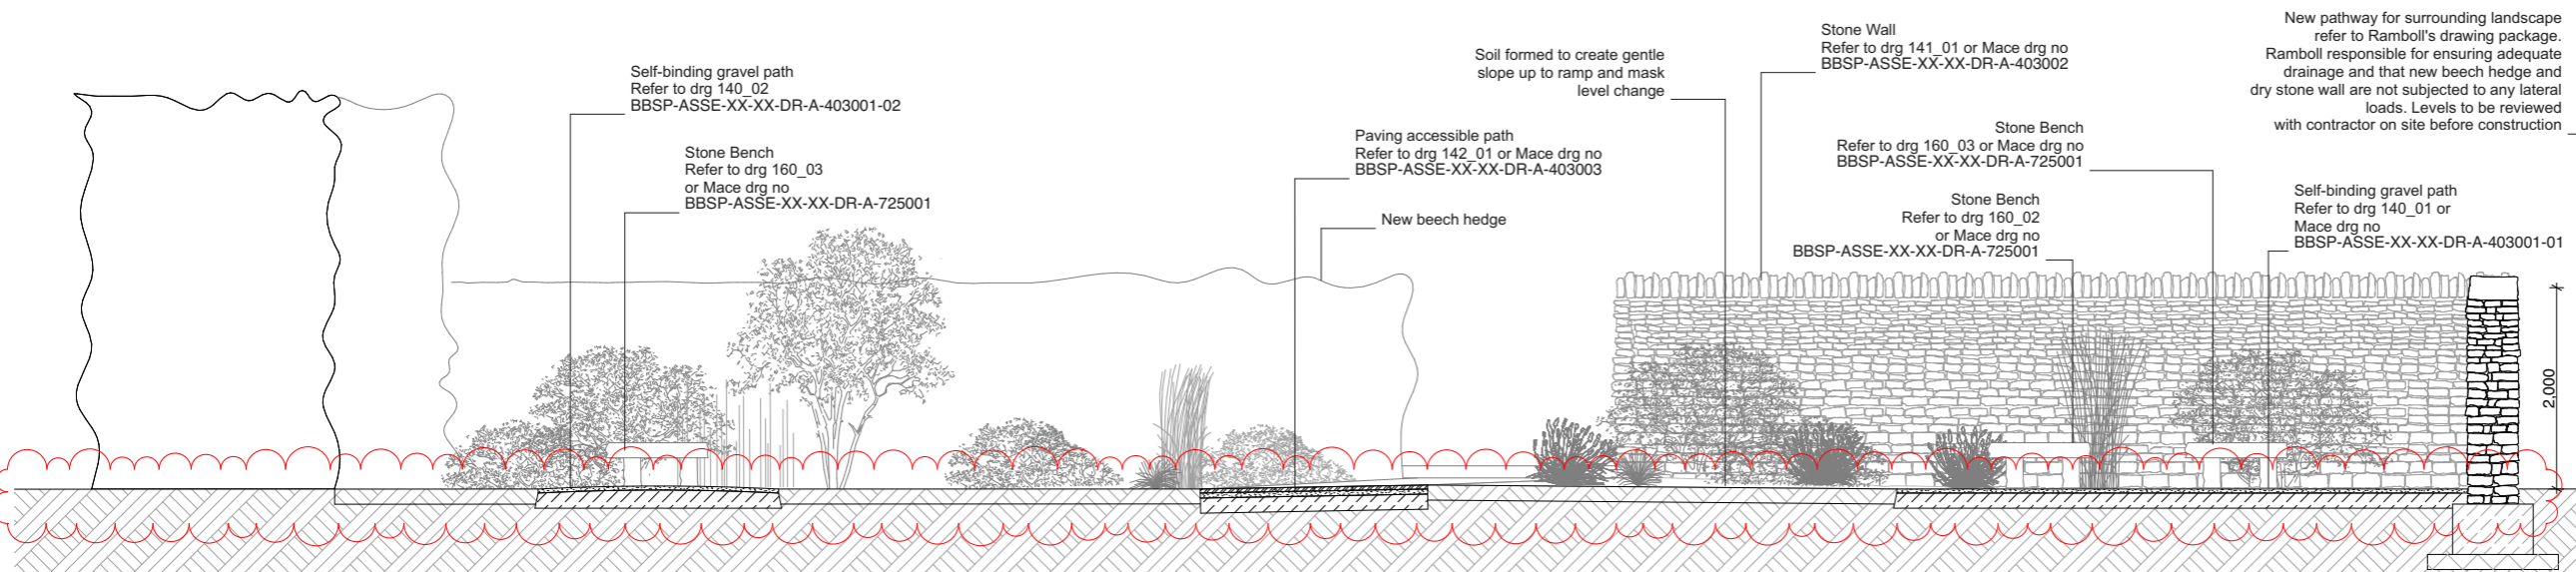 Self-binding gravel path
Refer to drg 140_02
BBSP-ASSE-XX-XX-DR-A-403001-02
Stone Bench
Refer to drg 160_03
or Mace drg no
BBSP-ASSE-XX-XX-DR-A-725001
Paving accessible path
Refer to drg 142_01 or Mace drg no
BBSP-ASSE-XX-XX-DR-A-403003
New beech hedge
Soil formed to create gentle
slope up to ramp and mask
level change
Stone Wall
Refer to drg 141_01 or Mace drg no
BBSP-ASSE-XX-XX-DR-A-403002
Stone Bench
Refer to drg 160_03 or Mace drg no
BBSP-ASSE-XX-XX-DR-A-725001
Stone Bench
Refer to drg 160_02
or Mace drg no
BBSP-ASSE-XX-XX-DR-A-725001
New pathway for surrounding landscape
refer to Ramboll's drawing package.
Ramboll responsible for ensuring adequate
drainage and that new beech hedge and
dry stone wall are not subjected to any lateral
loads. Levels to be reviewed
with contractor on site before construction
Self-binding gravel path
Refer to drg 140_01 or
Mace drg no
BBSP-ASSE-XX-XX-DR-A-403001-01
2,000